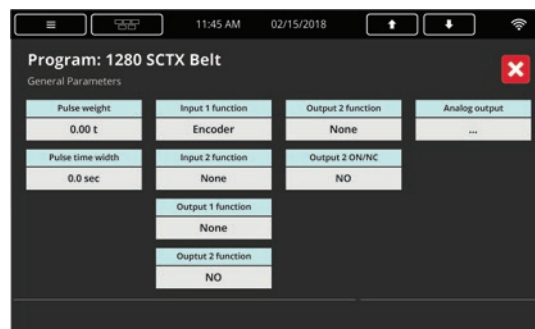 11:45 AM 02/15/2018
Program: 1280 SCTX Belt
General Parameters
Pulse weight Input 1 function Output 2 function Analog output
0.00 t Encoder None ...
Pulse time width Input 2 function Output 2 ON/NC
0.0 sec None NO
Output 1 function
None
Ouptut 2 function
NO